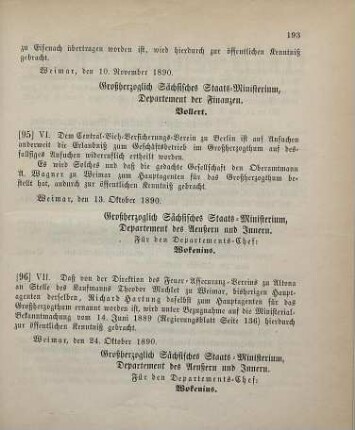 193
zu Eisenach übertragen worden ist, wird hierdurch zur öffentlichen Kenntniß
gebracht.
Weimar, den 10. November 1890.
Großherzoglich Sächsisches Staats-Ministerium,
Departement der Finanzen.
Vollert.
[95] VI. Dem Central-Vieh-Versicherungs-Verein zu Berlin ist auf Ansuchen
anderweit die Erlaubniß zum Geschäftsbetrieb im Großherzogthum auf des-
fallsiges Ansuchen widerruflich ertheilt worden.
Es wird Solches und daß die gedachte Gesellschaft den Oberamtmann
A. Wagner zu Weimar zum Hauptagenten für das Großherzogthum be-
stellt hat, andurch zur öffentlichen Kenntniß gebracht.
Weimar, den 13. Oktober 1890.
Großherzoglich Sächsisches Staats-Ministerium,
Departement des Aeußern und Innern.
Für den Departements-Chef:
Wokenius.
[96] VII. Daß von der Direktion des Feuer-Assecuranz-Vereins zu Altona
an Stelle des Kaufmanns Theodor Machlet zu Weimar, bisherigen Haupt-
agenten derselben, Richard Hartung daselbst zum Hauptagenten für das
Großherzogthum ernannt worden ist, wird unter Bezugnahme auf die Ministerial-
Bekanntmachung vom 14. Juni 1889 (Regierungsblatt Seite 136) hierdurch
zur öffentlichen Kenntniß gebracht.
Weimar, den 24. Oktober 1890.
Großherzoglich Sächsisches Staats-Ministerium,
Departement des Aeußern und Innern.
Für den Departements-Chef:
Wokenius.